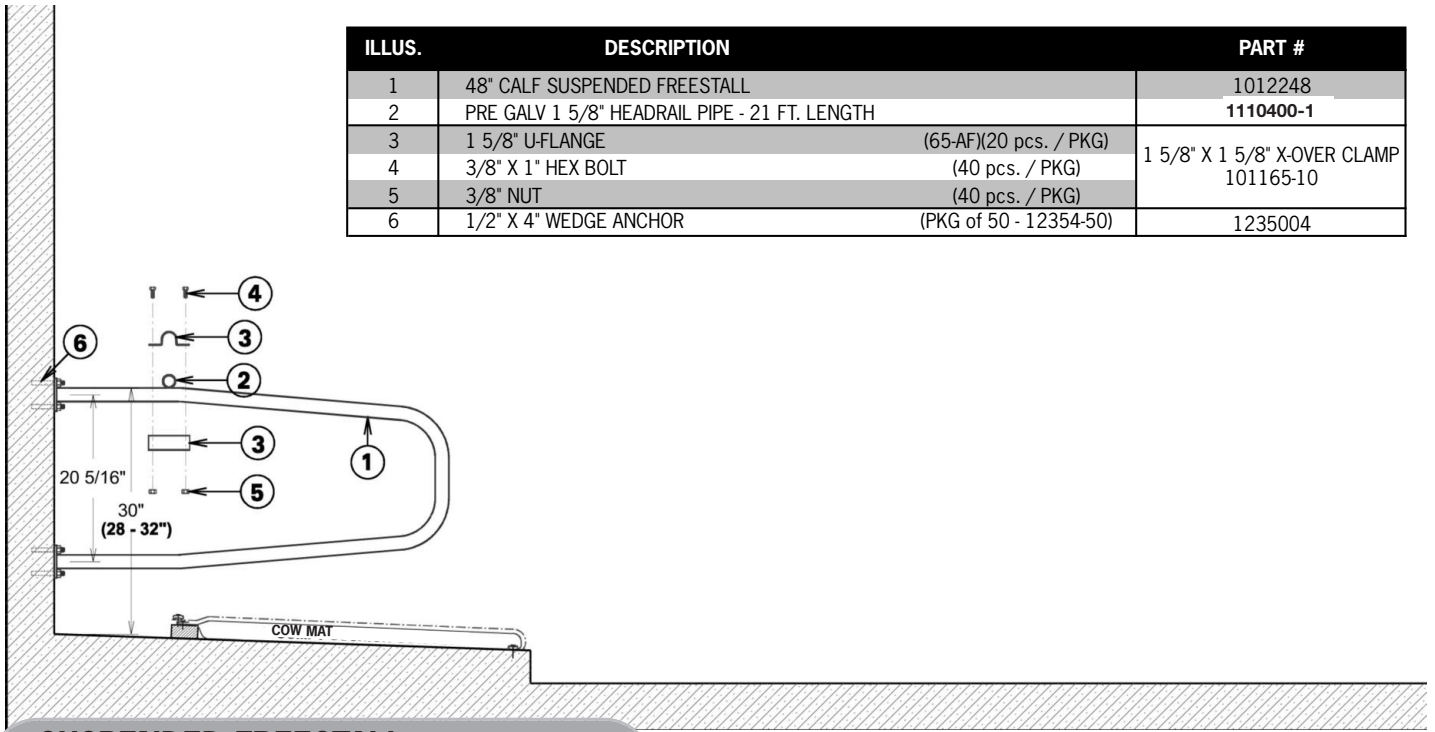 ILLUS. DESCRIPTION PART #
1 48" CALF SUSPENDED FREESTALL 1012248
2 PRE GALV 1 5/8" HEADRAIL PIPE - 21 FT. LENGTH 1110400-1
3 1 5/8" U-FLANGE (65-AF)(20 pcs. / PKG)
4 3/8" X 1" HEX BOLT (40 pcs. / PKG)
5 3/8" NUT (40 pcs. / PKG)
1 5/8" X 1 5/8" X-OVER CLAMP
101165-10
6 1/2" X 4" WEDGE ANCHOR (PKG of 50 - 12354-50) 1235004
4
3
6
2
3
1
20 5/16"
5
30"
(28 - 32")
COW MAT
SUSPENDED FREESTALL